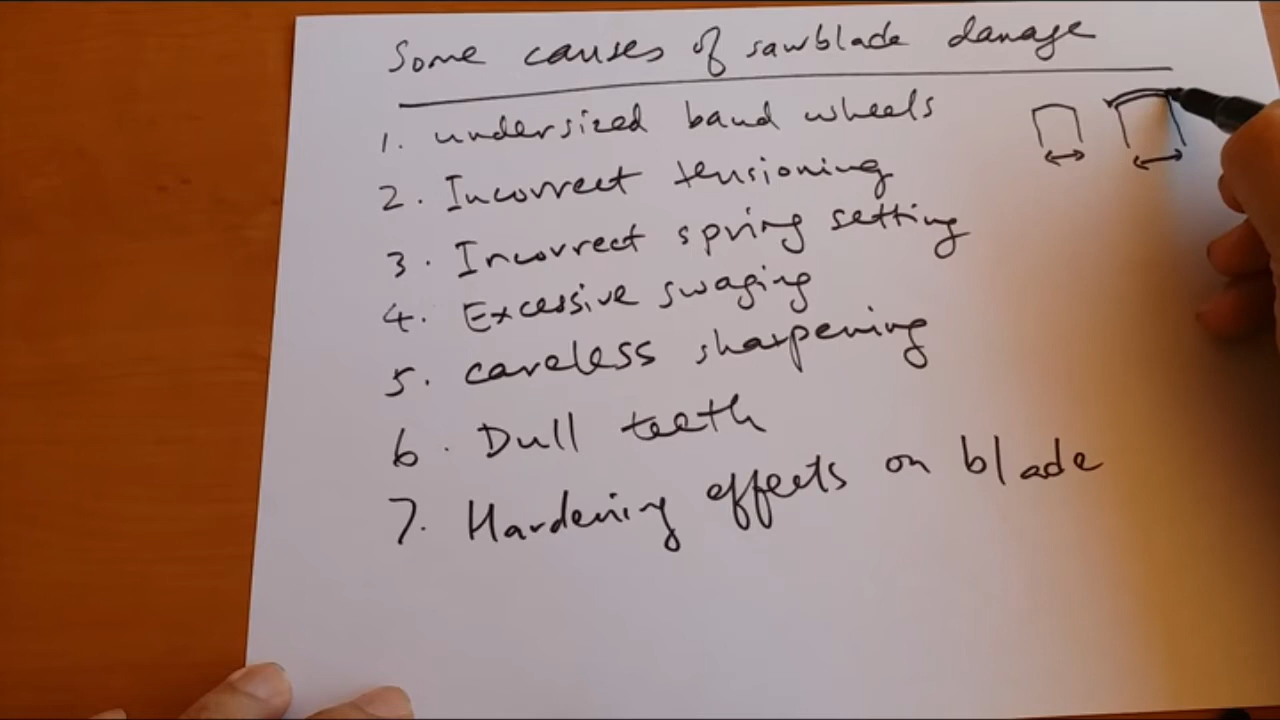 Some causes of sawblade damage
1. undersized band wheels
2. Incorrect tensioning
3. Incorrect spring setting
4. Excessive swaging
5. careless sharpening
6. Dull teeth
7. Hardening effects on blade